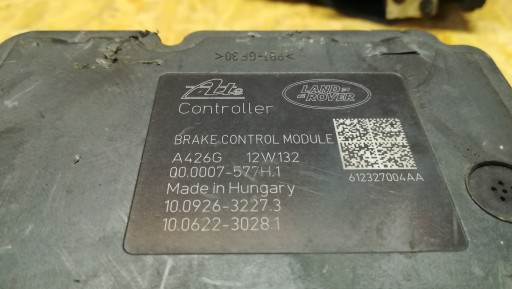 >PBT-GF30<
Ate
LAND
ROVER
Controller
BRAKE CONTROL MODULE
A426G 12W132
00.0007-577H.1
612327004AA
Made in Hungary
10.0926-3227.3
10.0622-3028.1